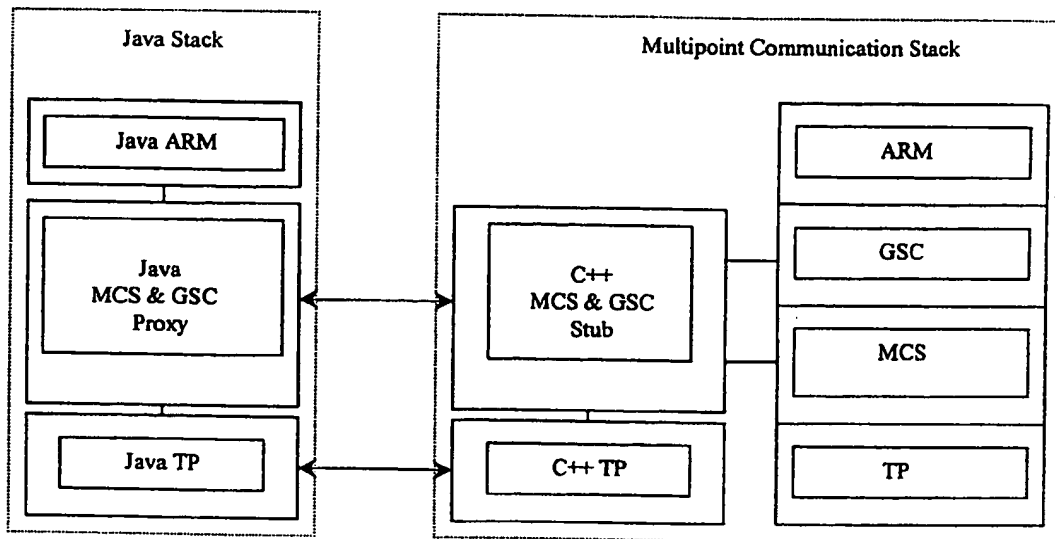 Java Stack
Multipoint Communication Stack
Java ARM
ARM
Java
MCS & GSC
Proxy
C++
MCS & GSC
Stub
GSC
MCS
Java TP
C++ TP
TP